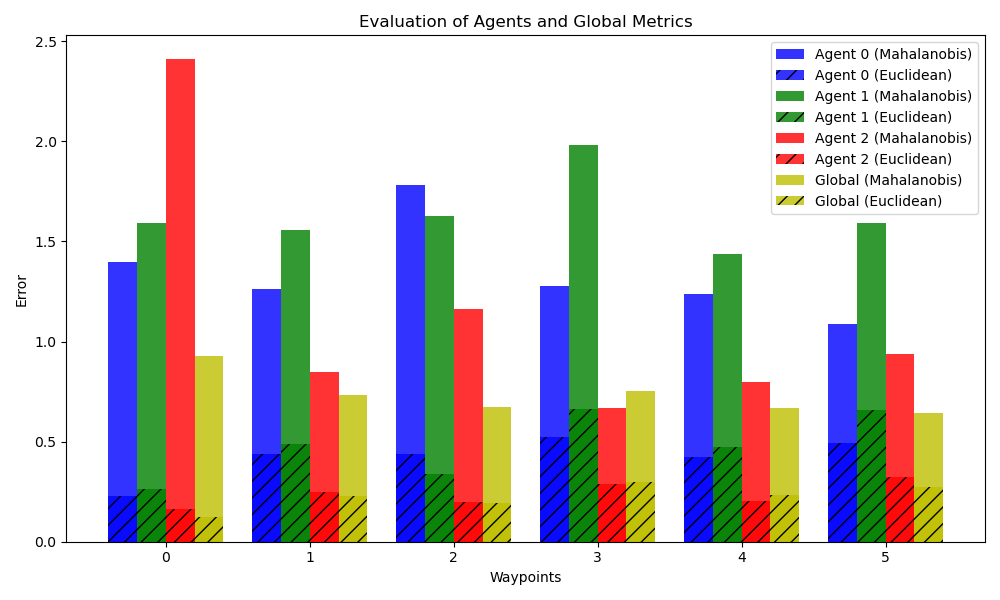 Evaluation of Agents and Global Metrics
Agent 0 (Mahalanobis)
Agent 0 (Euclidean)
Agent 1 (Mahalanobis)
Agent 1 (Euclidean)
Agent 2 (Mahalanobis)
Agent 2 (Euclidean)
Global (Mahalanobis)
Global (Euclidean)
Error
2.5
2.0
1.5
1.0
0.5
0.0
0 1 2 3 4 5
Waypoints